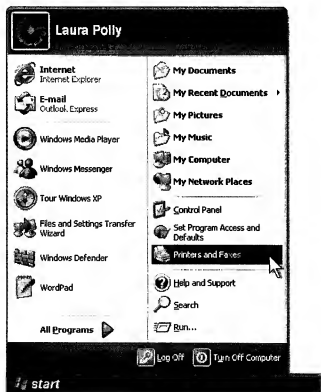 Laura Polly
Internet
Internet Explorer
E-mail
Outlook Express
Windows Media Player
Windows Messenger
Tour Windows XP
Files and Settings Transfer
Wizard
Windows Defender
WordPad
All Programs
My Documents
My Recent Documents
My Pictures
My Music
My Computer
My Network Places
Control Panel
Set Program Access and
Defaults
Printers and Faxes
Help and Support
Search
Run...
Log Off
Turn Off Computer
start